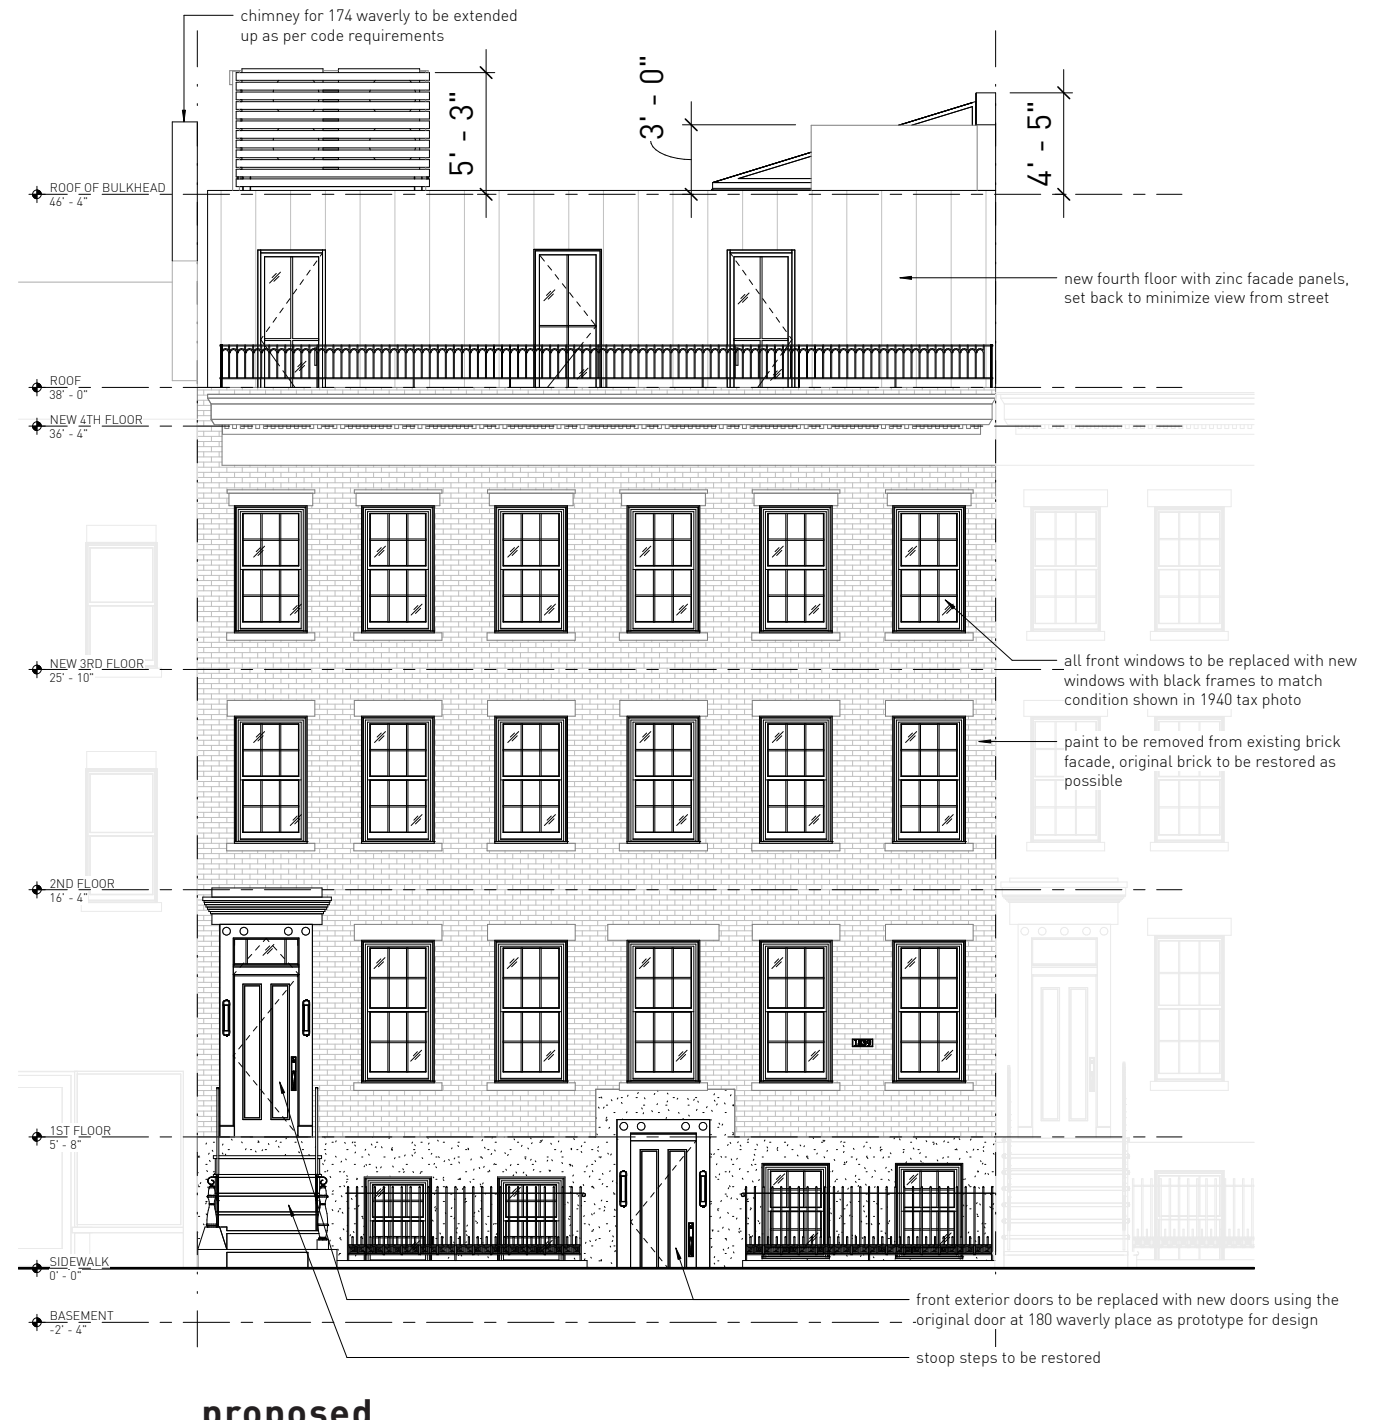 chimney for 174 waverly to be extended
up as per code requirements
5' - 3"
3' - 0"
4' - 5"
ROOF OF BULKHEAD
46' - 4"
new fourth floor with zinc facade panels,
set back to minimize view from street
ROOF
38' - 0"
NEW 4TH FLOOR
36' - 4"
NEW 3RD FLOOR
25' - 10"
all front windows to be replaced with new
windows with black frames to match
condition shown in 1940 tax photo
paint to be removed from existing brick
facade, original brick to be restored as
possible
2ND FLOOR
16' - 4"
1ST FLOOR
5' - 8"
SIDEWALK
0' - 0"
BASEMENT
-2' - 4"
front exterior doors to be replaced with new doors using the
original door at 180 waverly place as prototype for design
stoop steps to be restored
proposed